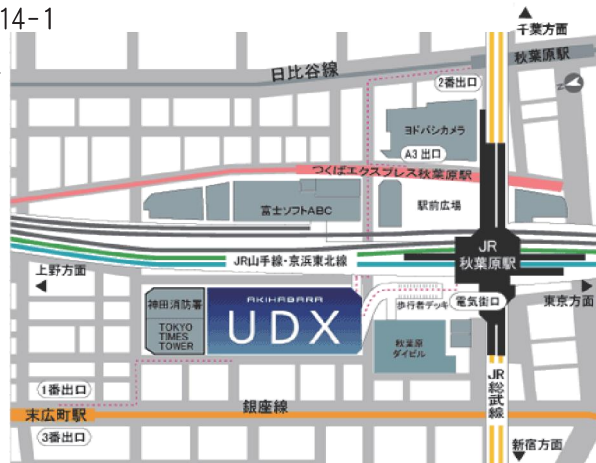 14-1
千葉方面
秋葉原駅
日比谷線
2番出口
ヨドバシカメラ
A3 出口
つくばエクスプレス秋葉原駅
富士ソフトABC
駅前広場
JR
秋葉原駅
JR山手線・京浜東北線
上野方面
東京方面
神田消防署
TOKYO
TIMES
TOWER
AKIHABARA
UDX
歩行者デッキ
電気街口
秋葉原
ダイビル
JR総武線
1番出口
末広町駅
銀座線
3番出口
新宿方面